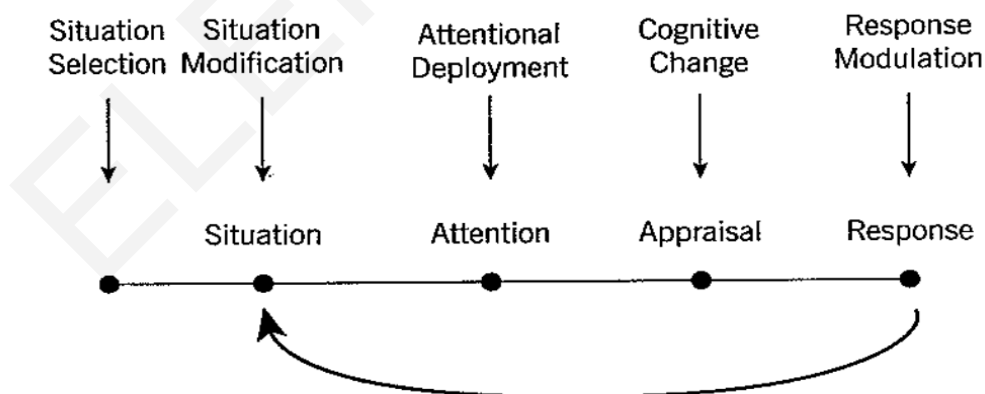 Situation Selection
Situation Modification
Attentional Deployment
Cognitive Change
Response Modulation
Situation
Attention
Appraisal
Response